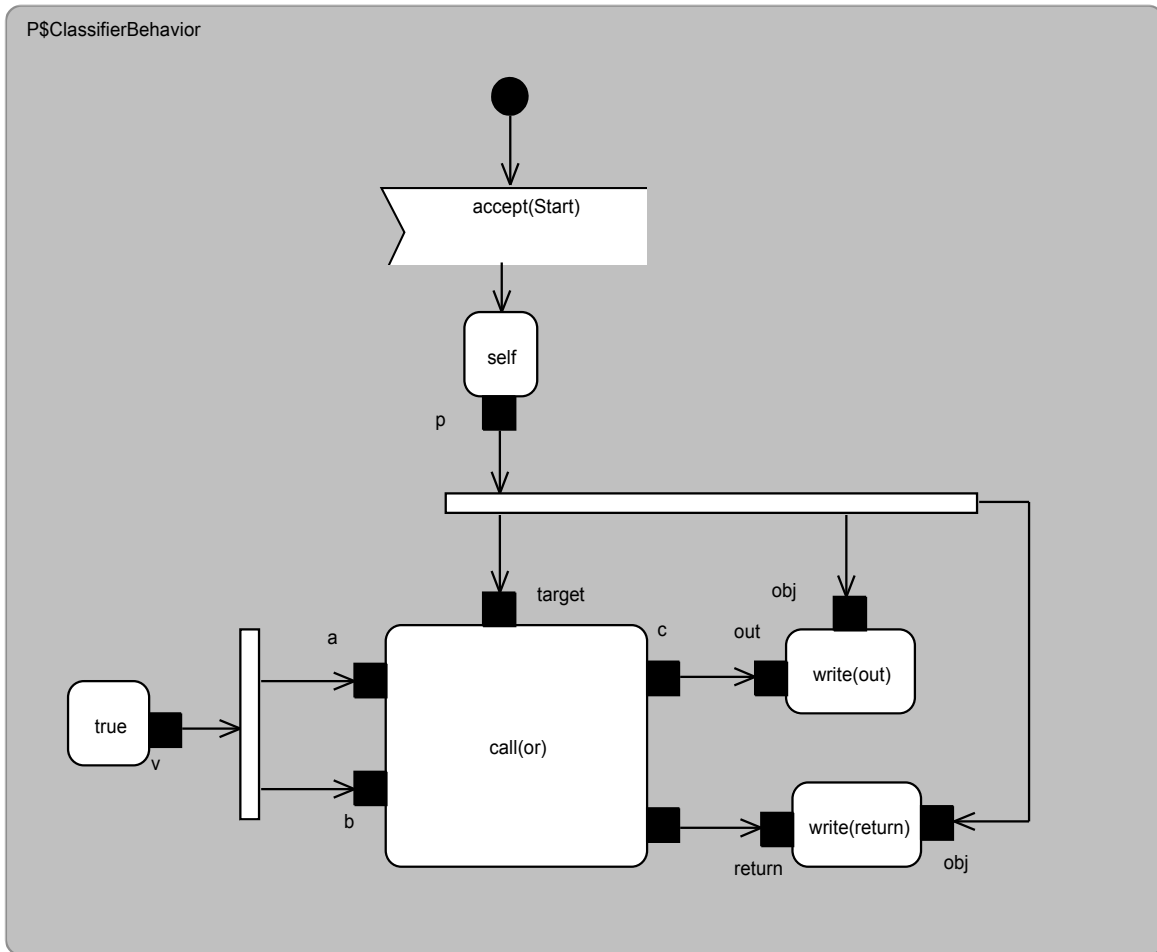 P$ClassifierBehavior
accept(Start)
self
p
target
obj
a
c
out
write(out)
true
v
call(or)
b
write(return)
return
obj